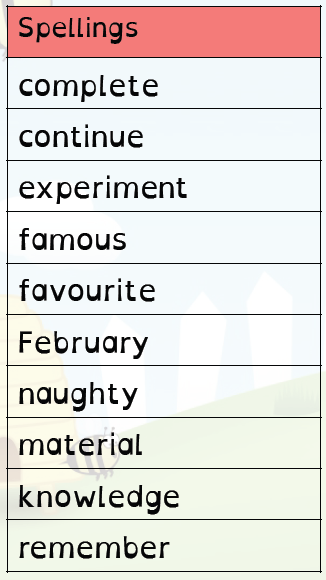 Spellings
complete
continue
experiment
famous
favourite
February
naughty
material
knowledge
remember